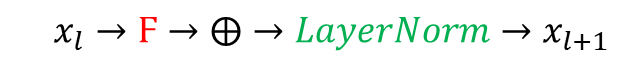 x_l → F → ⊕ → LayerNorm → x_{l+1}